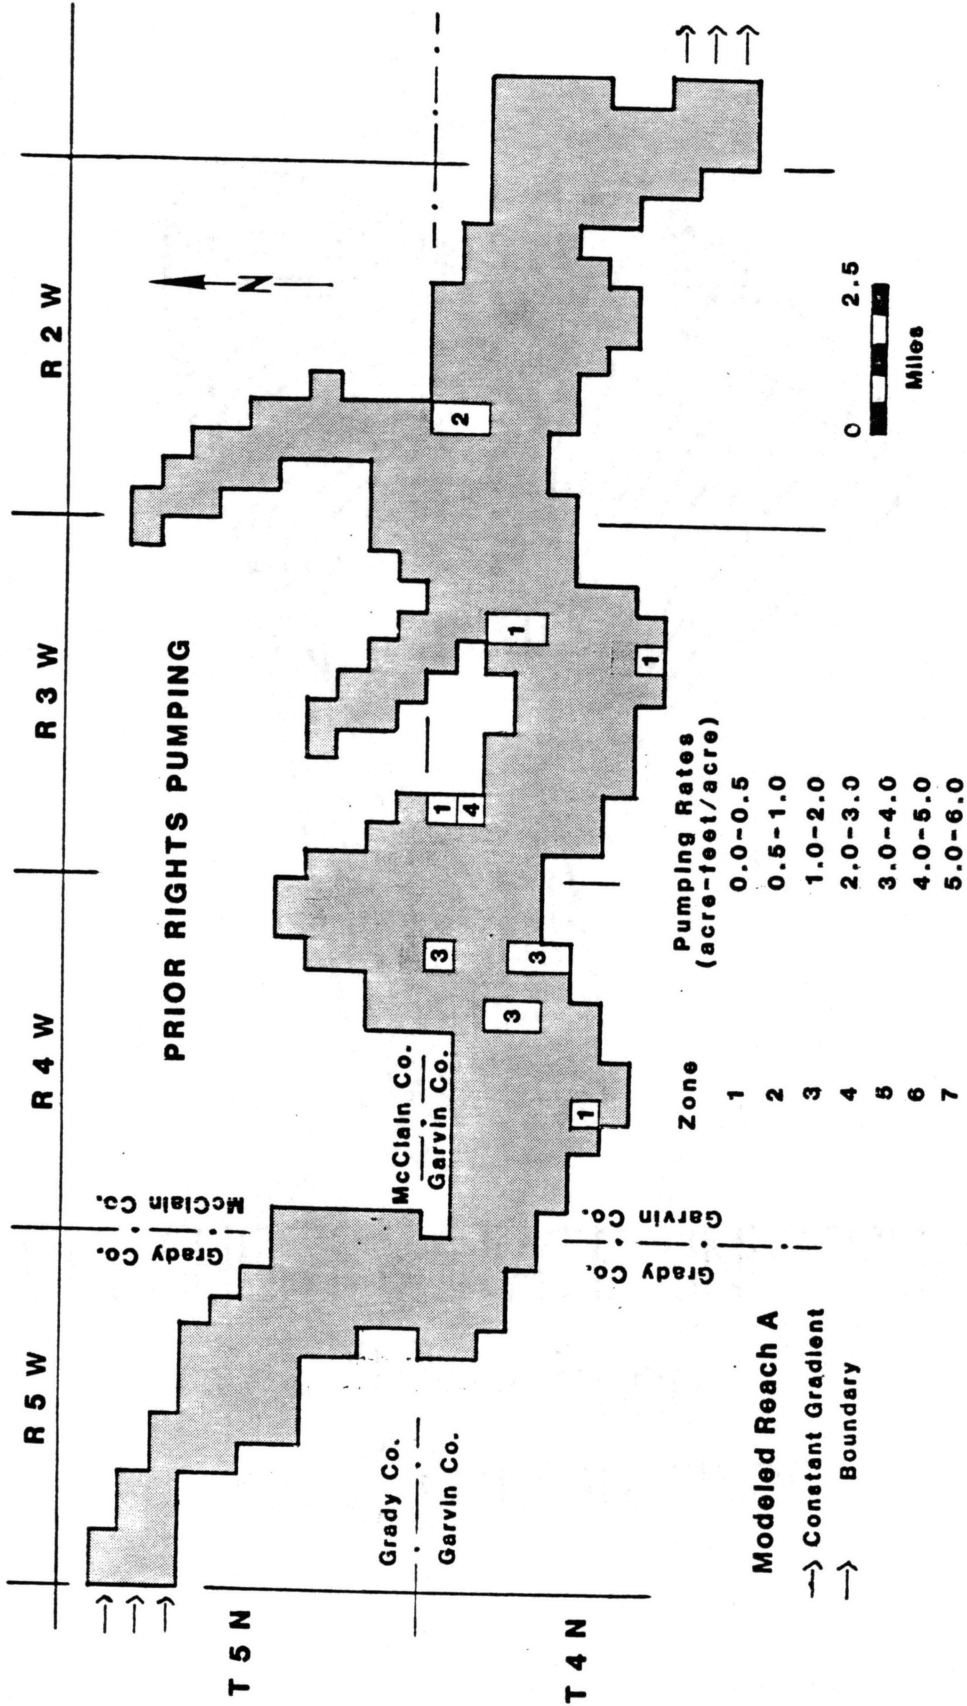 R 5 W
R 4 W
R 3 W
R 2 W
PRIOR RIGHTS PUMPING
N
T 5 N
T 4 N
Grady Co.
McClain Co.
McClain Co.
Garvin Co.
Grady Co.
Garvin Co.
Grady Co.
Garvin Co.
1
3
3
3
1
4
1
1
2
Modeled Reach A
Constant Gradient
Boundary
Zone
Pumping Rates
(acre-feet/acre)
1 0.0-0.5
2 0.5-1.0
3 1.0-2.0
4 2.0-3.0
5 3.0-4.0
6 4.0-5.0
7 5.0-6.0
0 2.5
Miles